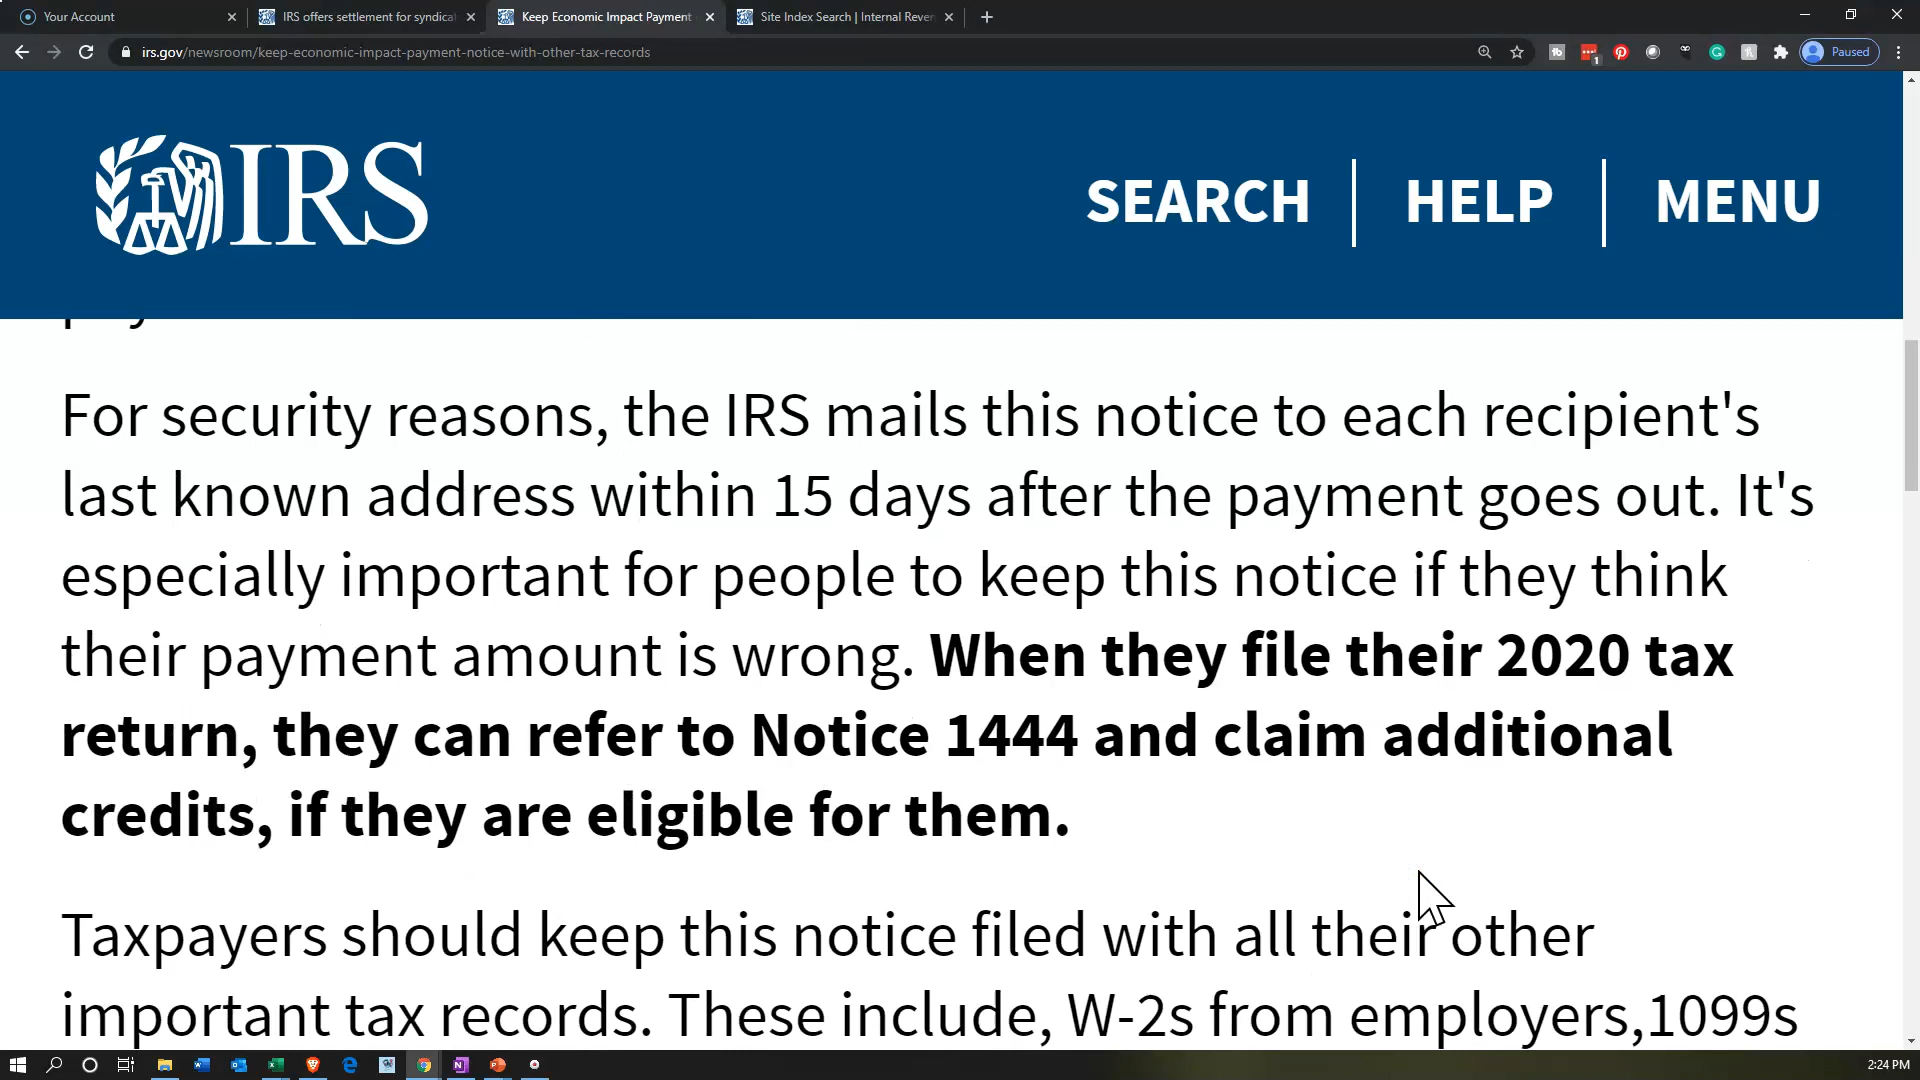 Your Account
IRS offers settlement for syndica
Keep Economic Impact Payment
Site Index Search | Internal Reven
irs.gov/newsroom/keep-economic-impact-payment-notice-with-other-tax-records
1
Paused
IRS
SEARCH
HELP
MENU
For security reasons, the IRS mails this notice to each recipient's
last known address within 15 days after the payment goes out. It's
especially important for people to keep this notice if they think
their payment amount is wrong. When they file their 2020 tax
return, they can refer to Notice 1444 and claim additional
credits, if they are eligible for them.
Taxpayers should keep this notice filed with all their other
important tax records. These include, W-2s from employers,1099s
2:24 PM